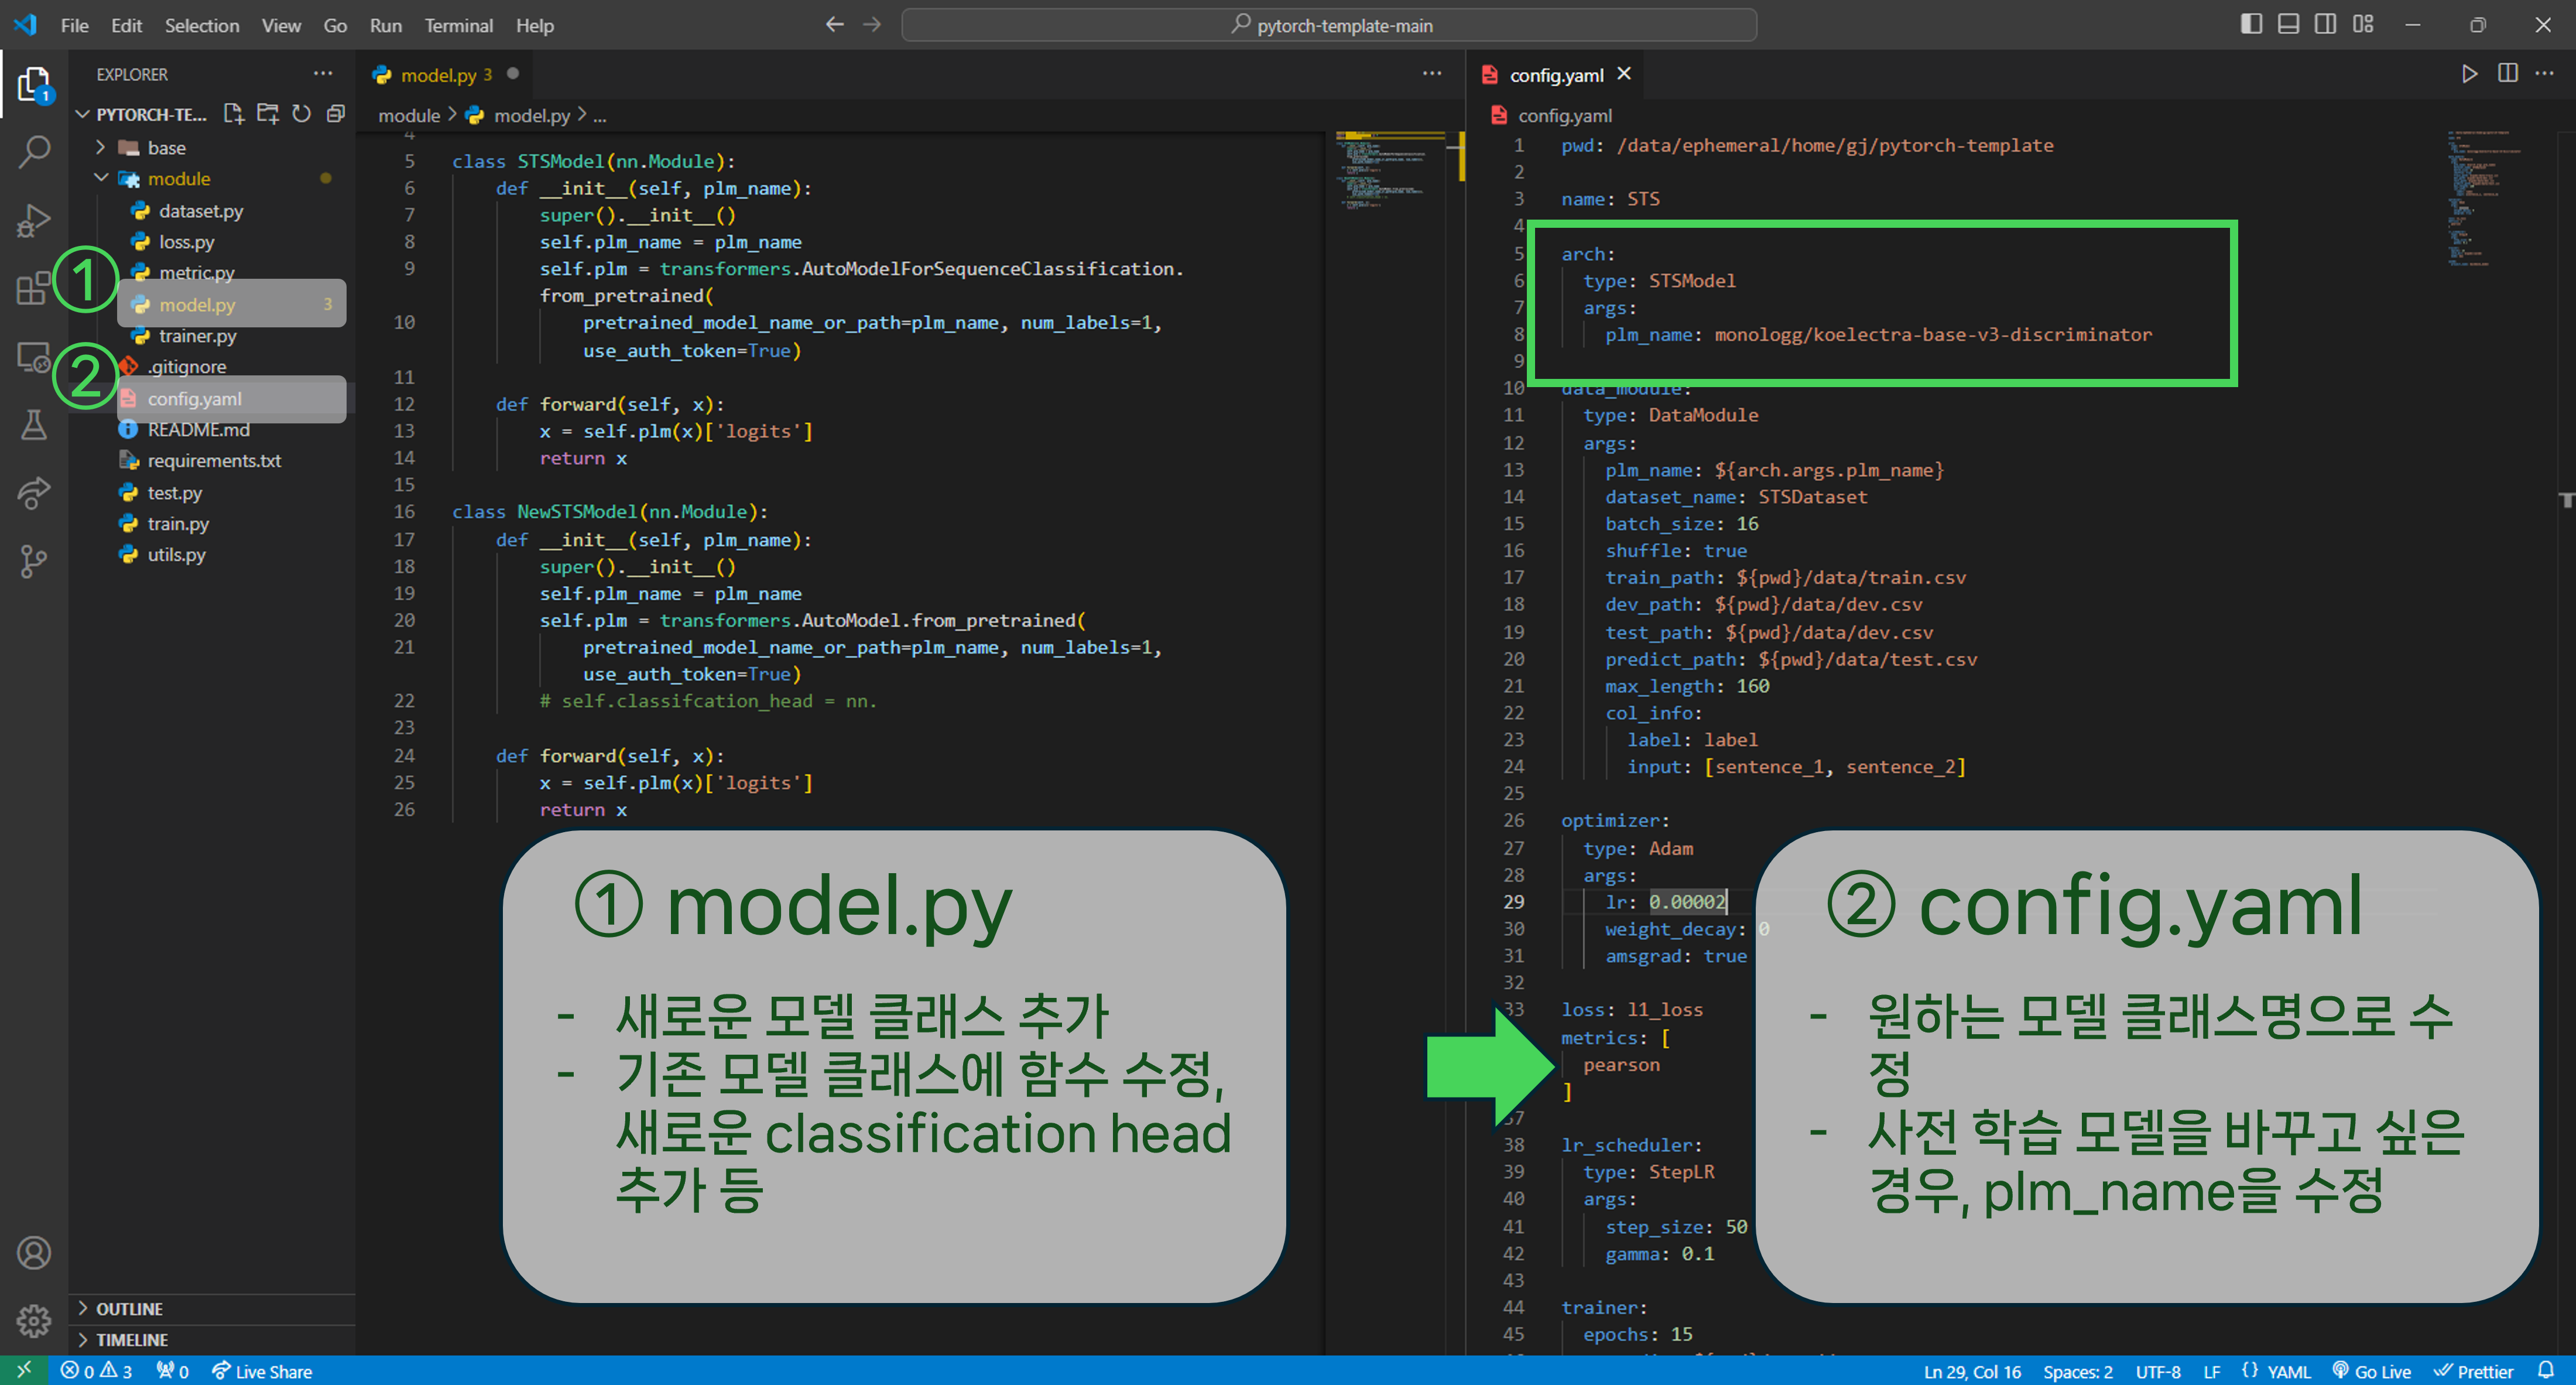 File Edit Selection View Go Run Terminal Help
pytorch-template-main
EXPLORER
PYTORCH-TE...
base
module
dataset.py
loss.py
metric.py
①
model.py 3
trainer.py
②
.gitignore
config.yaml
README.md
requirements.txt
test.py
train.py
utils.py
OUTLINE
TIMELINE
model.py 3
module > model.py > ...
4
5 class STSModel(nn.Module):
6 def __init__(self, plm_name):
7 super().__init__()
8 self.plm_name = plm_name
9 self.plm = transformers.AutoModelForSequenceClassification.
from_pretrained(
10 pretrained_model_name_or_path=plm_name, num_labels=1,
use_auth_token=True)
11
12 def forward(self, x):
13 x = self.plm(x)['logits']
14 return x
15
16 class NewSTSModel(nn.Module):
17 def __init__(self, plm_name):
18 super().__init__()
19 self.plm_name = plm_name
20 self.plm = transformers.AutoModel.from_pretrained(
21 pretrained_model_name_or_path=plm_name, num_labels=1,
use_auth_token=True)
22 # self.classifcation_head = nn.
23
24 def forward(self, x):
25 x = self.plm(x)['logits']
26 return x
① model.py
- 새로운 모델 클래스 추가
- 기존 모델 클래스에 함수 수정,
새로운 classification head
추가 등
config.yaml
config.yaml
1 pwd: /data/ephemeral/home/gj/pytorch-template
2
3 name: STS
4
5 arch:
6 type: STSModel
7 args:
8 plm_name: monologg/koelectra-base-v3-discriminator
9
10 data_module:
11 type: DataModule
12 args:
13 plm_name: ${arch.args.plm_name}
14 dataset_name: STSDataset
15 batch_size: 16
16 shuffle: true
17 train_path: ${pwd}/data/train.csv
18 dev_path: ${pwd}/data/dev.csv
19 test_path: ${pwd}/data/dev.csv
20 predict_path: ${pwd}/data/test.csv
21 max_length: 160
22 col_info:
23 label: label
24 input: [sentence_1, sentence_2]
25
26 optimizer:
27 type: Adam
28 args:
29 lr: 0.00002
30 weight_decay: 0
31 amsgrad: true
32
33 loss: l1_loss
metrics: [
pearson
]
37
38 lr_scheduler:
39 type: StepLR
40 args:
41 step_size: 50
42 gamma: 0.1
43
44 trainer:
45 epochs: 15
② config.yaml
- 원하는 모델 클래스명으로 수
정
- 사전 학습 모델을 바꾸고 싶은
경우, plm_name을 수정
0 3 0 Live Share
Ln 29, Col 16 Spaces: 2 UTF-8 LF {} YAML Go Live Prettier